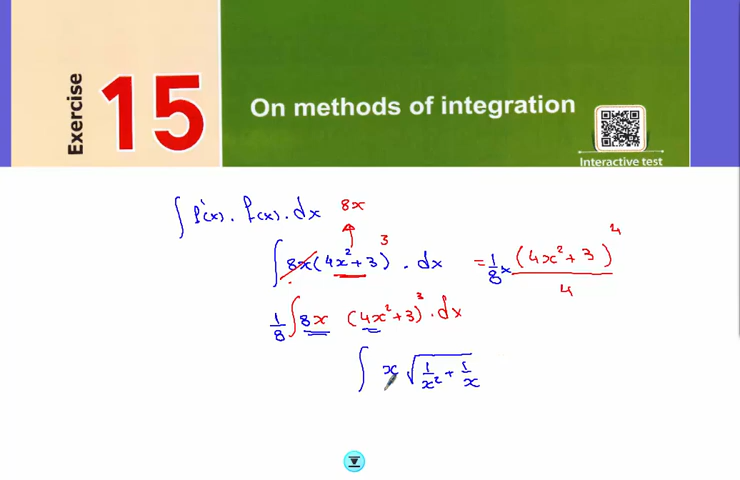 Exercise 15
On methods of integration
Interactive test
∫ f'(x) . f(x) . dx
8x
∫ 8x (4x² + 3)³ . dx = 1/8 x (4x² + 3)⁴ / 4
1/8 ∫ 8x (4x² + 3)³ . dx
∫ x √(1/x² + 1/x)